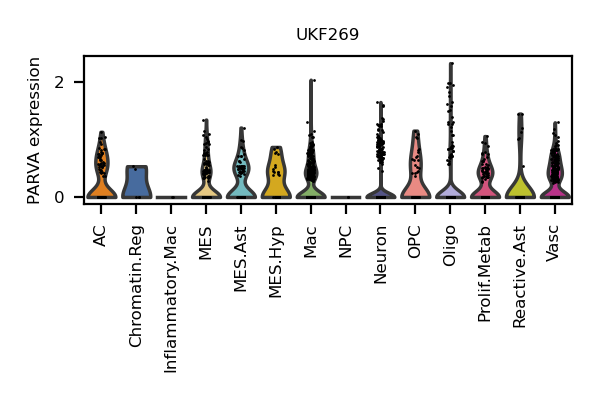 UKF269
PARVA expression
2
0
AC
Chromatin.Reg
Inflammatory.Mac
MES
MES.Ast
MES.Hyp
Mac
NPC
Neuron
OPC
Oligo
Prolif.Metab
Reactive.Ast
Vasc